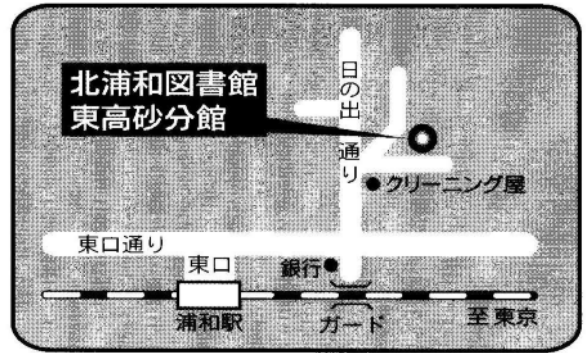 北浦和図書館
東高砂分館
日の出通り
クリーニング屋
東口通り
東口
銀行
浦和駅
ガード
至東京